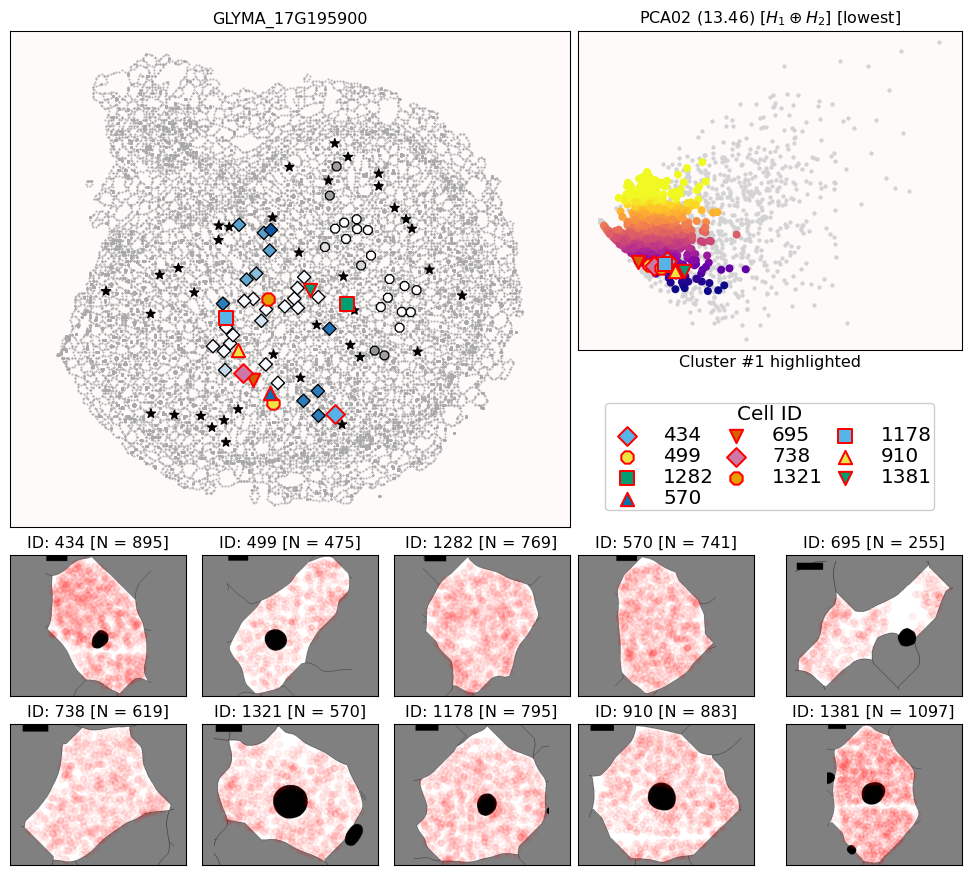 GLYMA_17G195900
PCA02 (13.46) [H₁ ⊕ H₂] [lowest]
Cluster #1 highlighted
Cell ID
434 695 1178
499 738 910
1282 1321 1381
570
ID: 434 [N = 895] ID: 499 [N = 475] ID: 1282 [N = 769] ID: 570 [N = 741] ID: 695 [N = 255]
ID: 738 [N = 619] ID: 1321 [N = 570] ID: 1178 [N = 795] ID: 910 [N = 883] ID: 1381 [N = 1097]